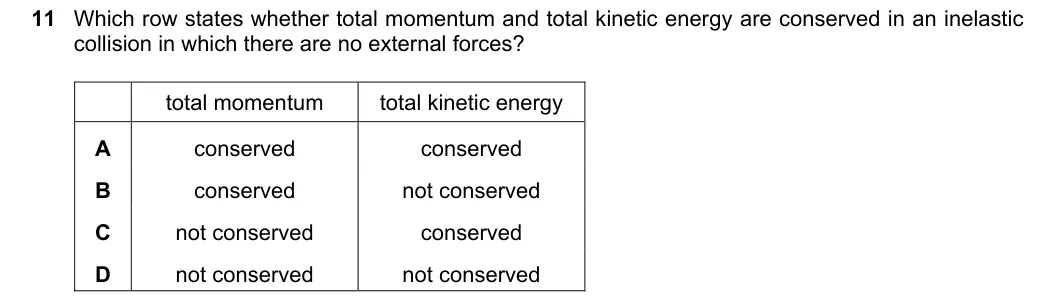 11 Which row states whether total momentum and total kinetic energy are conserved in an inelastic
collision in which there are no external forces?
total momentum total kinetic energy
A conserved conserved
B conserved not conserved
C not conserved conserved
D not conserved not conserved